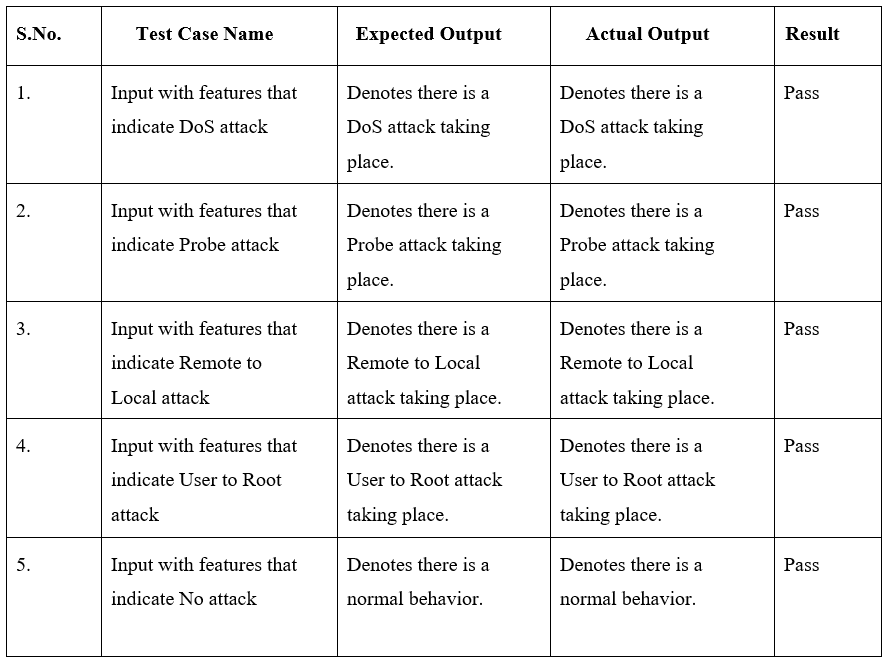 S.No. Test Case Name Expected Output Actual Output Result
1. Input with features that Denotes there is a Denotes there is a Pass
indicate DoS attack DoS attack taking DoS attack taking
place. place.
2. Input with features that Denotes there is a Denotes there is a Pass
indicate Probe attack Probe attack taking Probe attack taking
place. place.
3. Input with features that Denotes there is a Denotes there is a Pass
indicate Remote to Remote to Local Remote to Local
Local attack attack taking place. attack taking place.
4. Input with features that Denotes there is a Denotes there is a Pass
indicate User to Root User to Root attack User to Root attack
attack taking place. taking place.
5. Input with features that Denotes there is a Denotes there is a Pass
indicate No attack normal behavior. normal behavior.